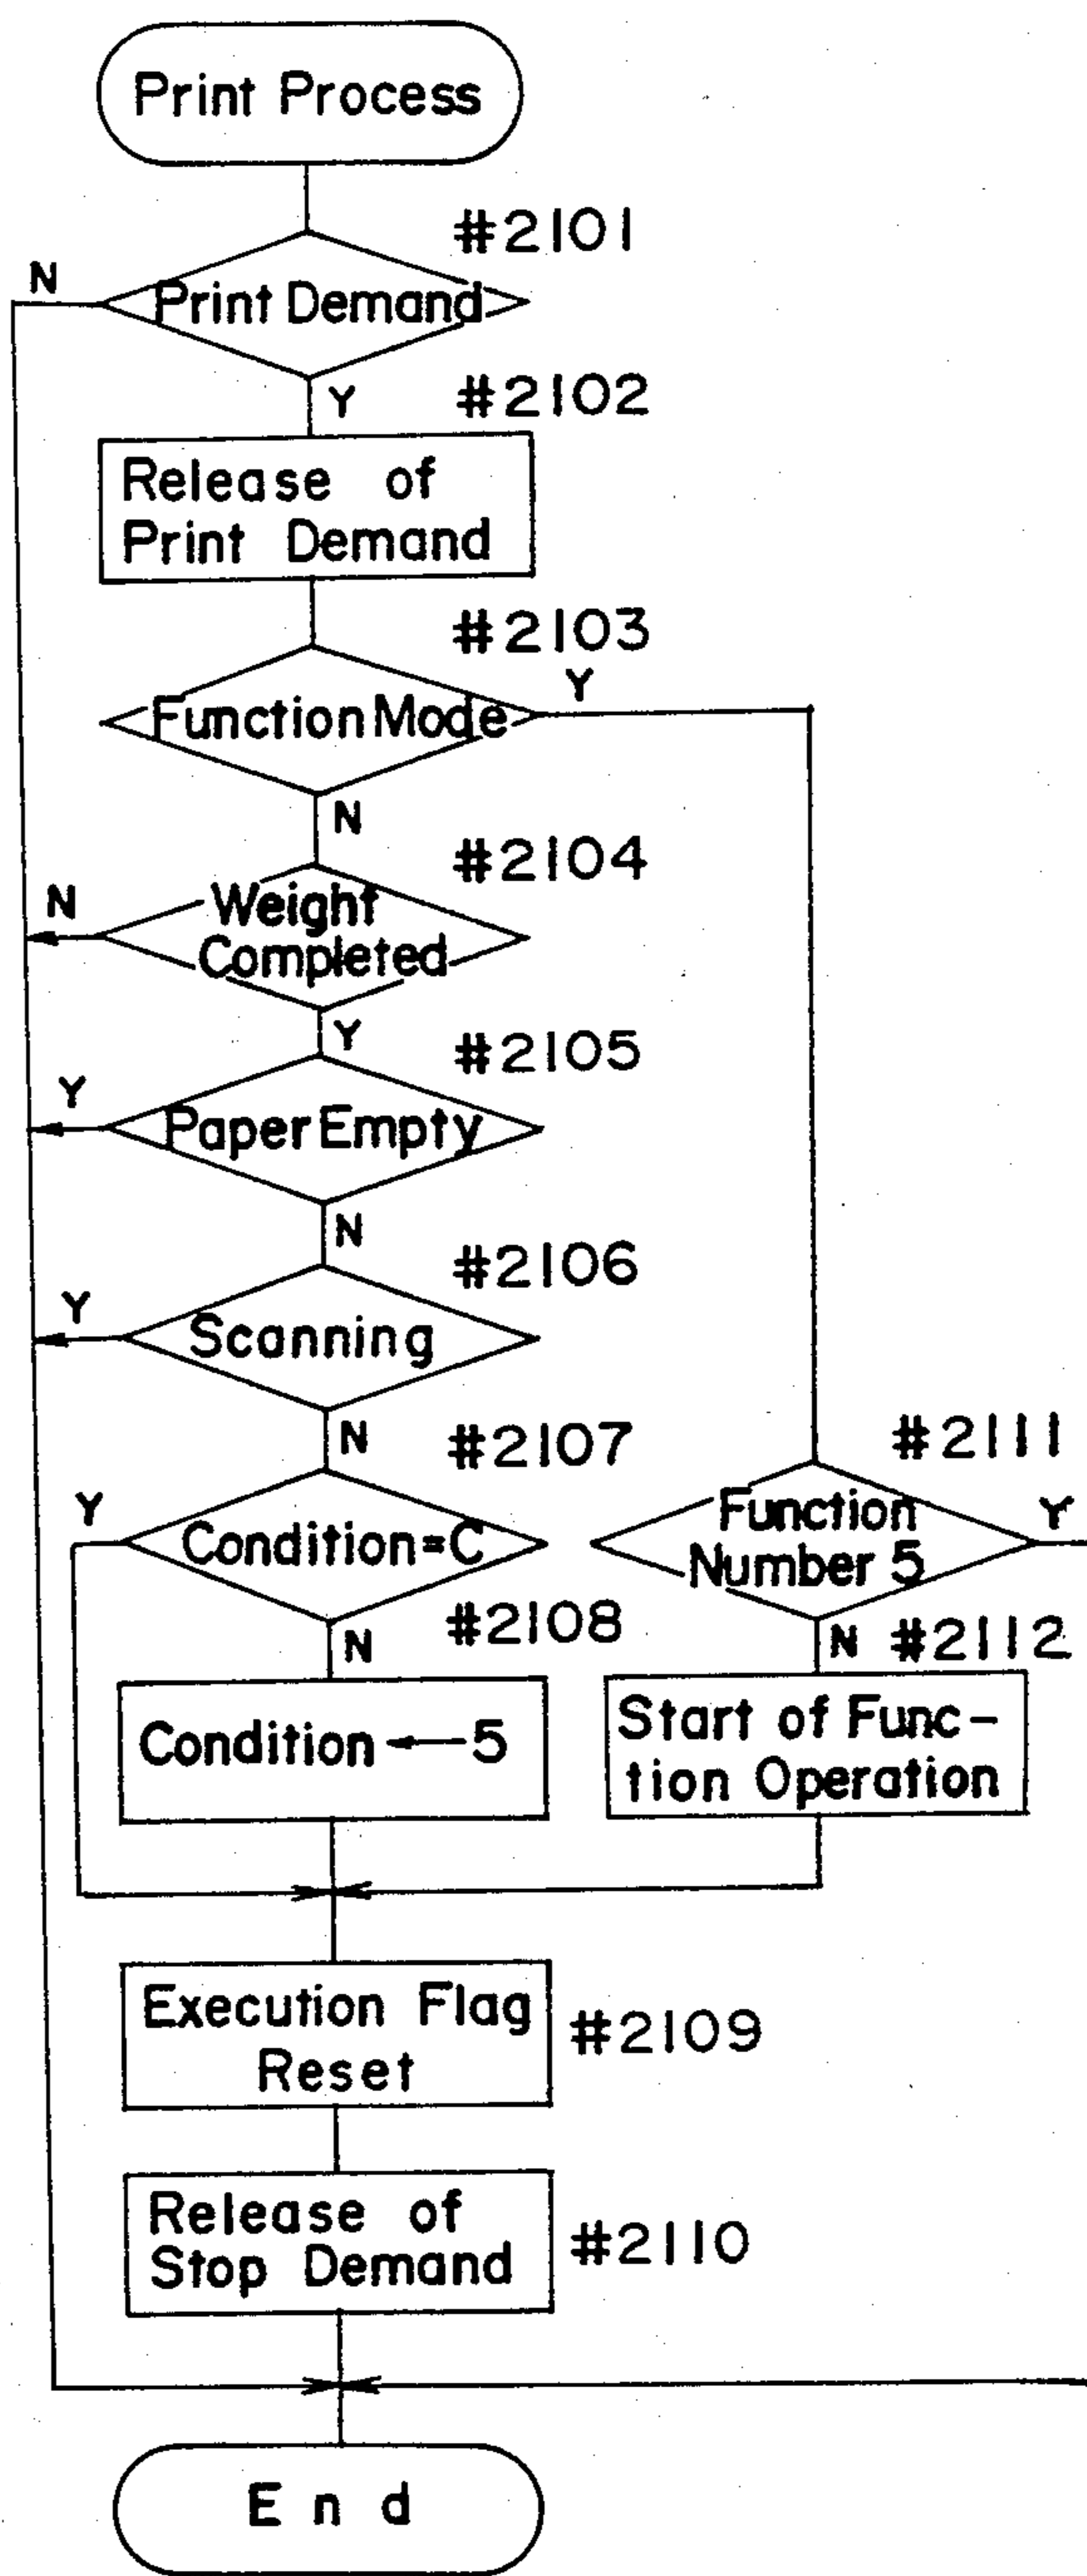 Print Process
#2101
N
Print Demand
Y
#2102
Release of
Print Demand
#2103
Y
Function Mode
N
#2104
N
Weight
Completed
Y
#2105
Y
Paper Empty
N
#2106
Y
Scanning
N
#2107
Y
Condition=C
#2111
Function
Number 5
Y
N
#2108
N
#2112
Condition ← 5
Start of Func-
tion Operation
Execution Flag
Reset
#2109
Release of
Stop Demand
#2110
End